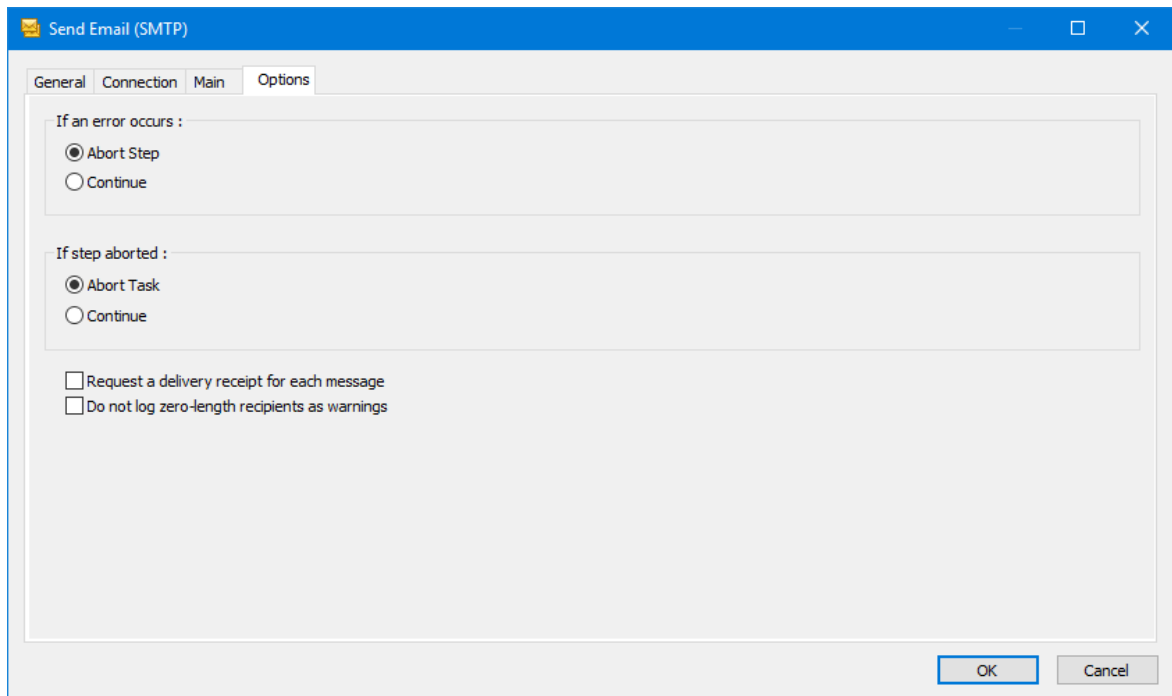 Send Email (SMTP)
General Connection Main Options
If an error occurs :
Abort Step
Continue
If step aborted :
Abort Task
Continue
Request a delivery receipt for each message
Do not log zero-length recipients as warnings
OK Cancel